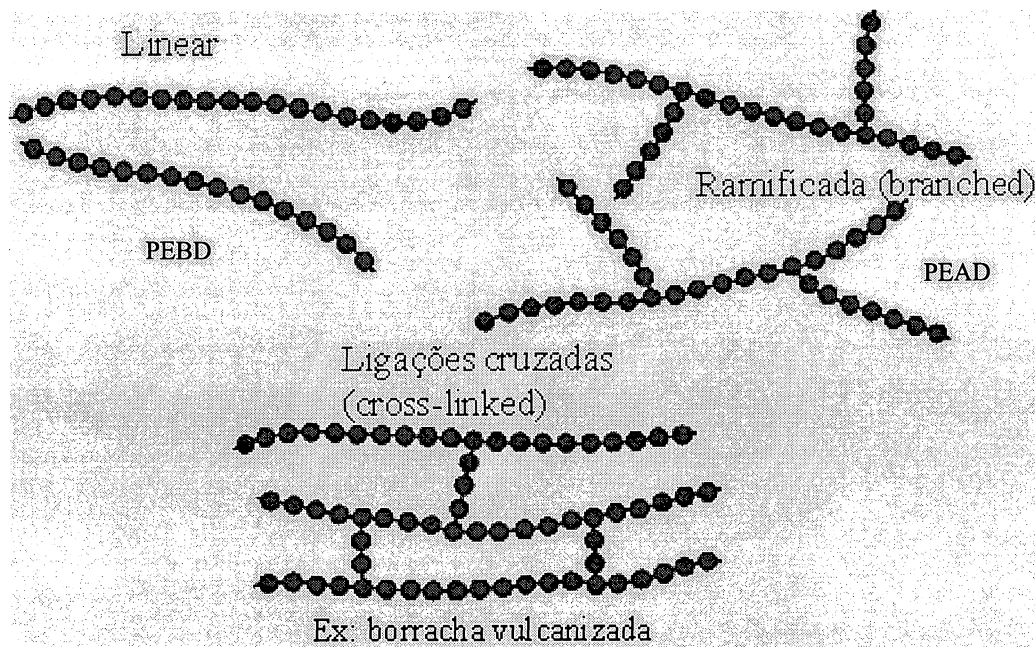 Linear
PEBD
Ramificada (branched)
PEAD
Ligações cruzadas
(cross-linked)
Ex: borracha vulcanizada